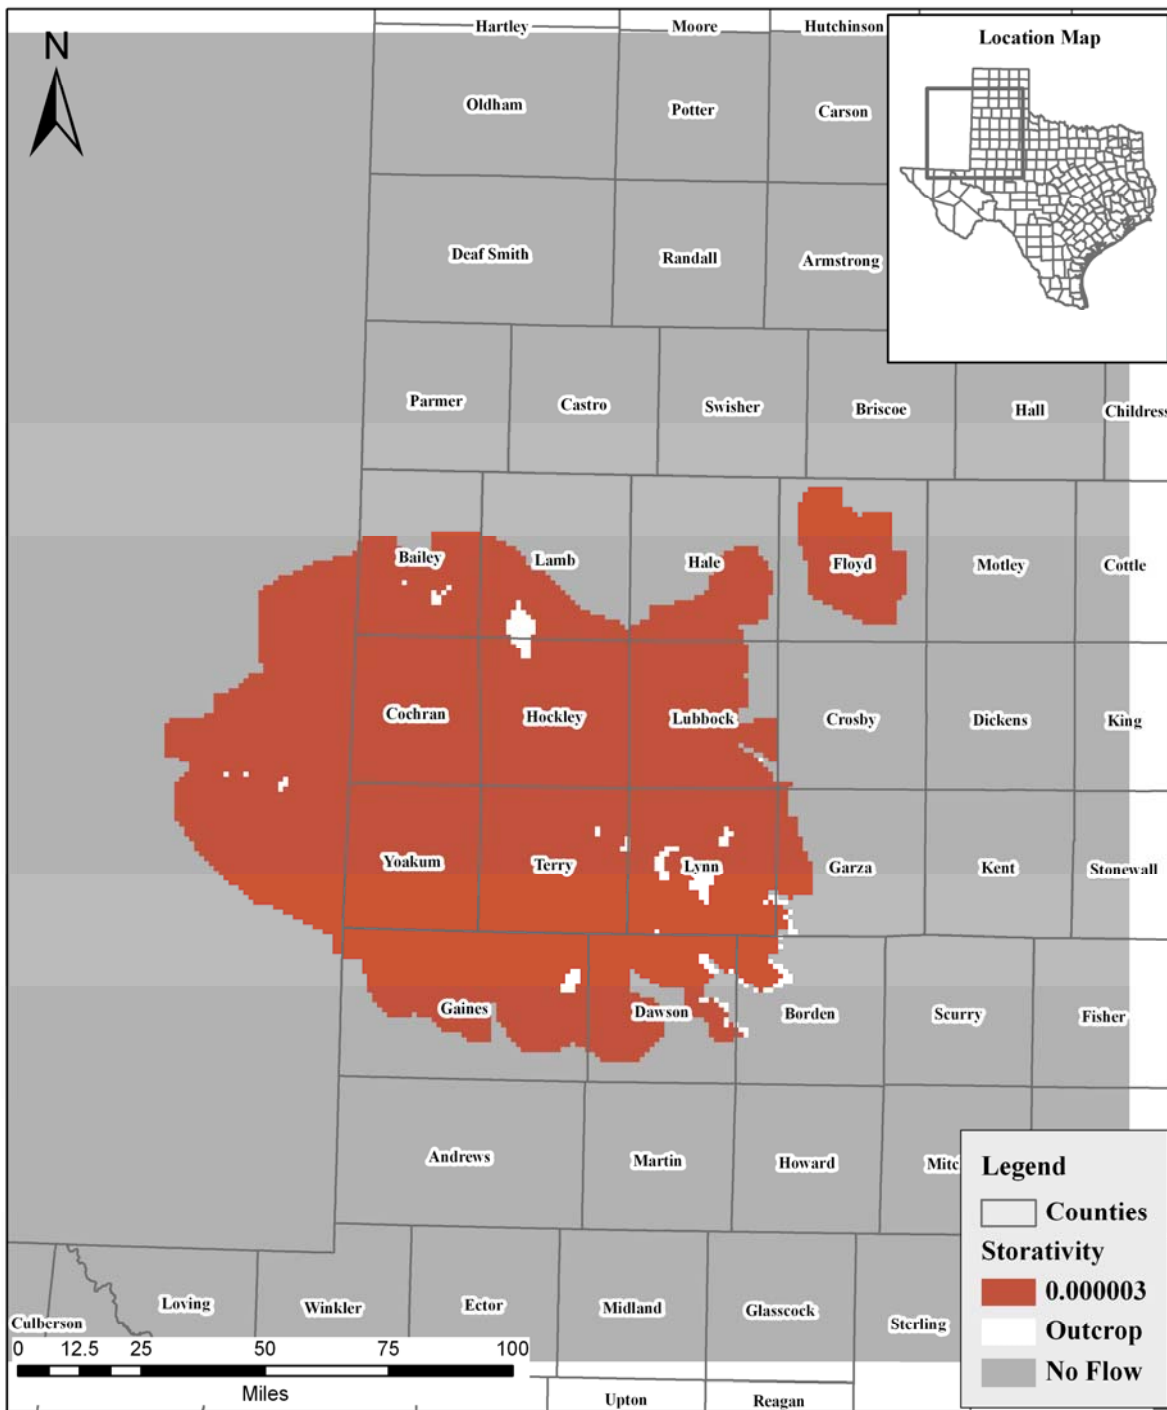 Hartley Moore Hutchinson
Location Map
N
Oldham Potter Carson
Deaf Smith Randall Armstrong
Parmer Castro Swisher Briscoe Hall Childress
Bailey Lamb Hale Floyd Motley Cottle
Cochran Hockley Lubbock Crosby Dickens King
Yoakum Terry Lynn Garza Kent Stonewall
Gaines Dawson Borden Scurry Fisher
Andrews Martin Howard Mitc
Legend
Counties
Storativity
0.000003
Outcrop
No Flow
Culberson Loving Winkler Ector Midland Glasscock Sterling
0 12.5 25 50 75 100
Miles
Upton Reagan